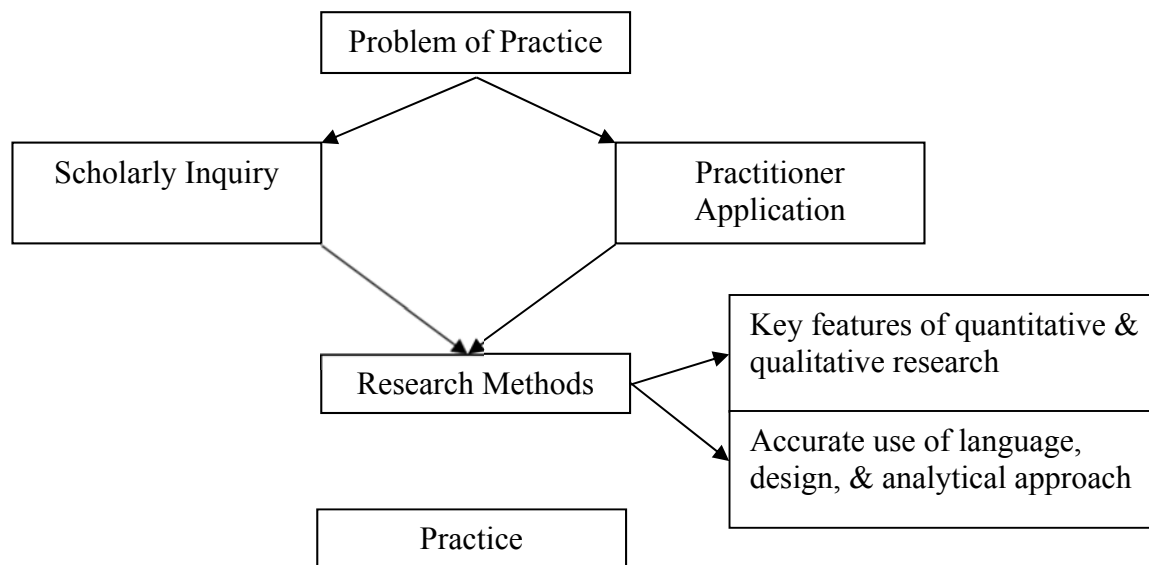 Problem of Practice
Scholarly Inquiry
Practitioner
Application
Key features of quantitative &
qualitative research
Research Methods
Accurate use of language,
design, & analytical approach
Practice